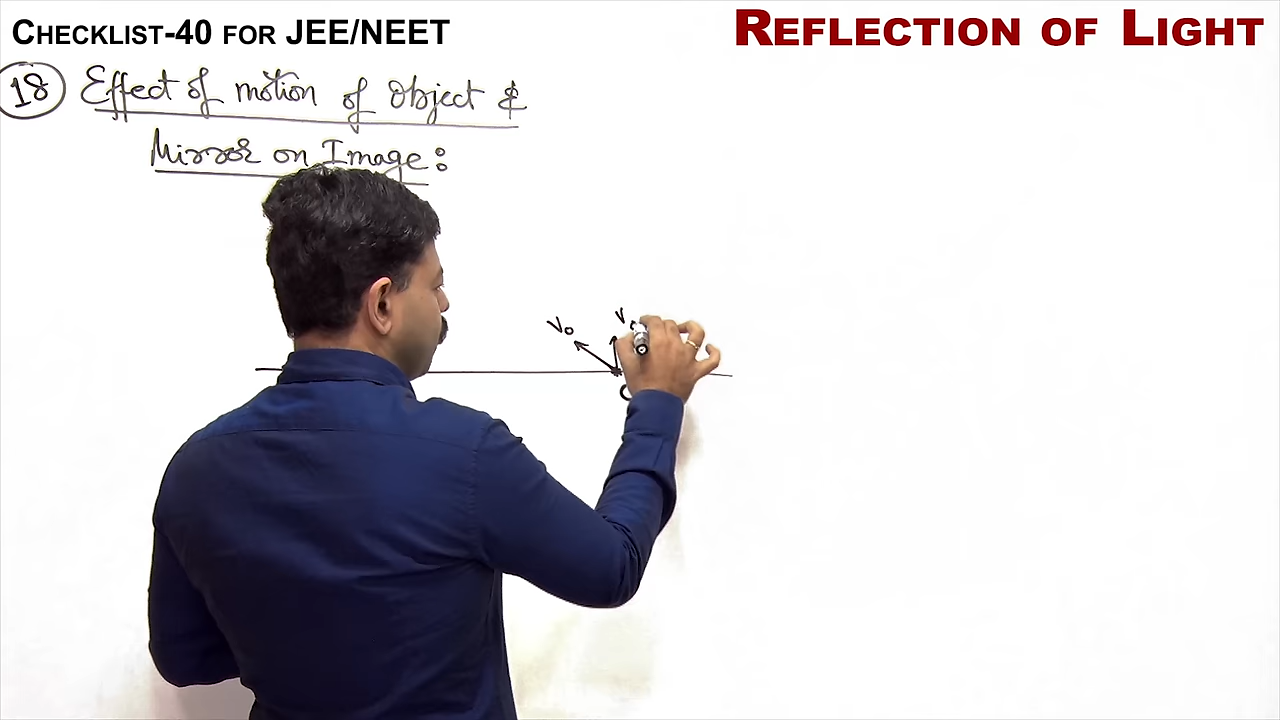 CHECKLIST-40 FOR JEE/NEET
REFLECTION OF LIGHT
18 Effect of motion of Object &
Mirror on Image:
V₀
V